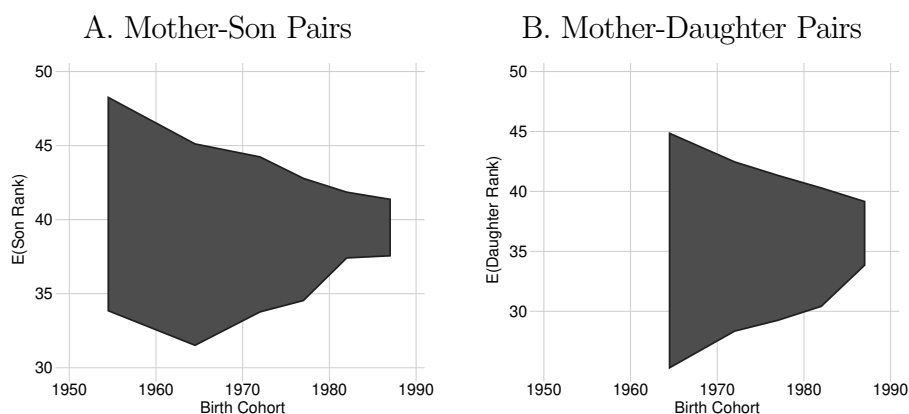 A. Mother-Son Pairs
50
45
40
35
30
E(Son Rank)
1950 1960 1970 1980 1990
Birth Cohort
B. Mother-Daughter Pairs
50
45
40
35
30
E(Daughter Rank)
1950 1960 1970 1980 1990
Birth Cohort